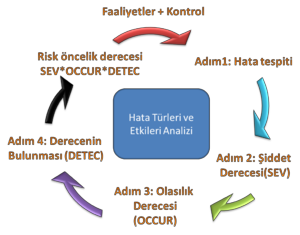 Faaliyetler + Kontrol
Risk öncelik derecesi
SEV*OCCUR*DETEC
Adım1: Hata tespiti
Hata Türleri ve
Etkileri Analizi
Adım 4: Derecenin
Bulunması (DETEC)
Adım 2: Şiddet
Derecesi(SEV)
Adım 3: Olasılık
Derecesi
(OCCUR)